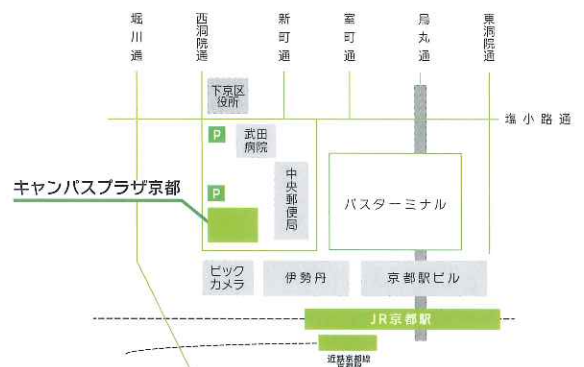 堀川通
西洞院通
新町通
室町通
烏丸通
東洞院通
下京区
役所
塩小路通
P
武田
病院
中央郵便局
P
キャンパスプラザ京都
バスターミナル
ビック
カメラ
伊勢丹
京都駅ビル
JR京都駅
近鉄京都線
京都駅